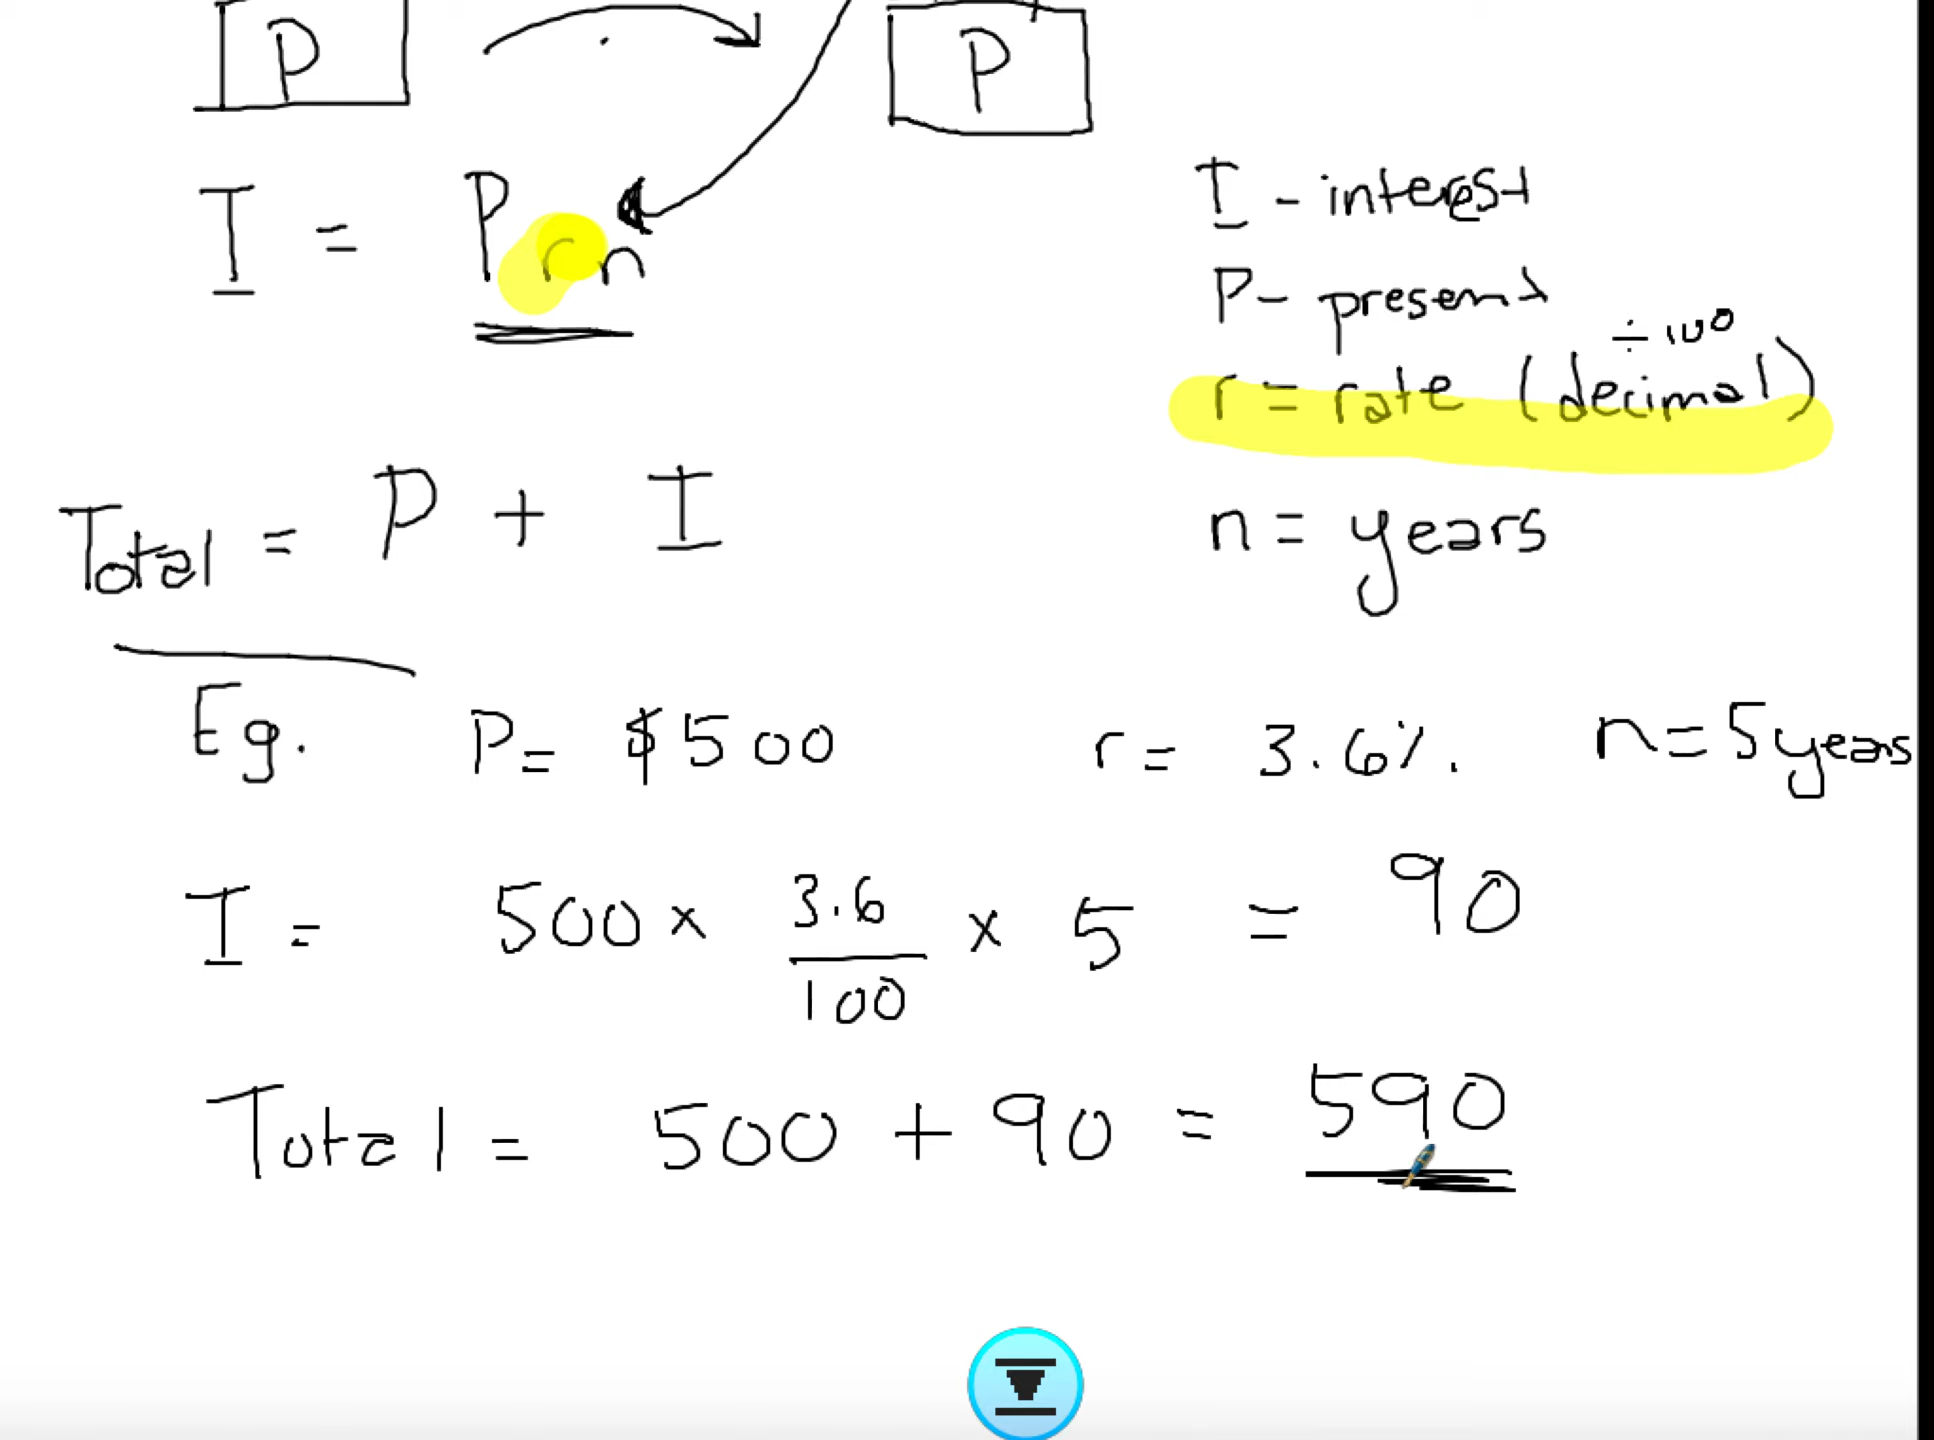 P P
I = Prn
I - interest
P - present
÷100
r = rate (decimal)
Total = P + I
n = years
Eg. P = $500 r = 3.6%. n = 5 years
I = 500 x 3.6/100 x 5 = 90
Total = 500 + 90 = 590